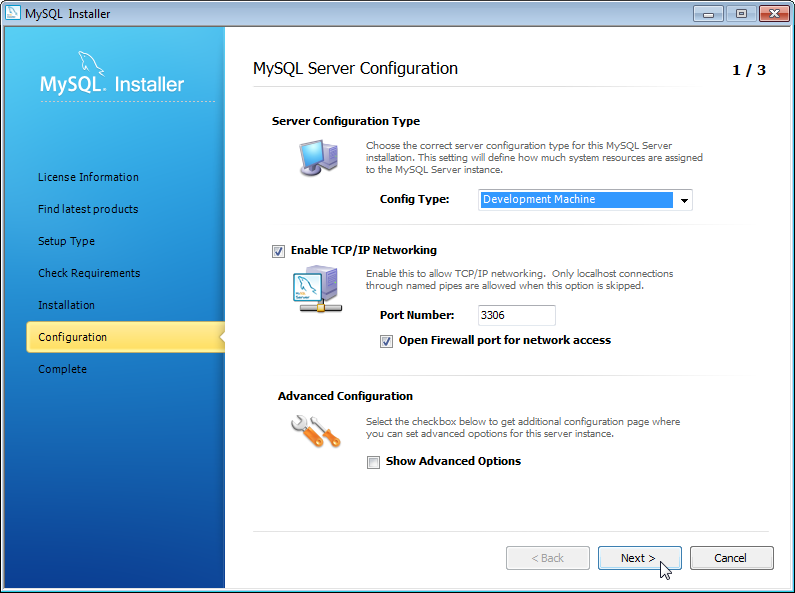 MySQL Installer
MySQL. Installer
License Information
Find latest products
Setup Type
Check Requirements
Installation
Configuration
Complete
MySQL Server Configuration
1 / 3
Server Configuration Type
Choose the correct server configuration type for this MySQL Server
installation. This setting will define how much system resources are assigned
to the MySQL Server instance.
Config Type:
Development Machine
Enable TCP/IP Networking
Enable this to allow TCP/IP networking. Only localhost connections
through named pipes are allowed when this option is skipped.
Port Number:
3306
Open Firewall port for network access
Advanced Configuration
Select the checkbox below to get additional configuration page where
you can set advanced opotions for this server instance.
Show Advanced Options
< Back
Next >
Cancel